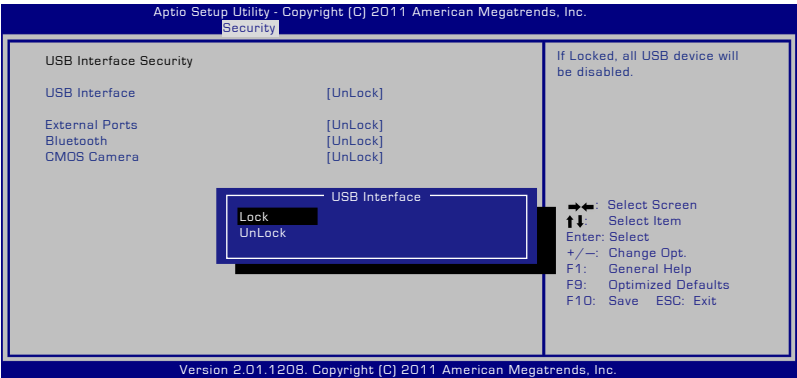 Aptio Setup Utility - Copyright (C) 2011 American Megatrends, Inc.
Security
USB Interface Security
USB Interface [UnLock]
External Ports [UnLock]
Bluetooth [UnLock]
CMOS Camera [UnLock]
USB Interface
Lock
UnLock
If Locked, all USB device will
be disabled.
→←: Select Screen
↑↓: Select Item
Enter: Select
+/—: Change Opt.
F1: General Help
F9: Optimized Defaults
F10: Save ESC: Exit
Version 2.01.1208. Copyright (C) 2011 American Megatrends, Inc.